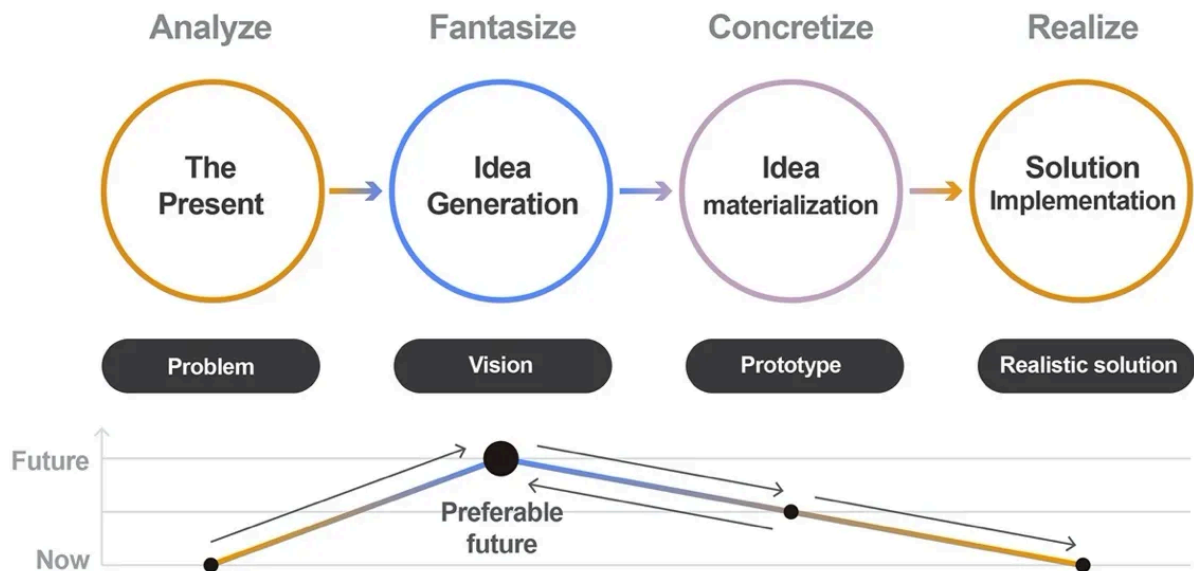 Analyze
Fantasize
Concretize
Realize
The
Present
Idea
Generation
Idea
materialization
Solution
Implementation
Problem
Vision
Prototype
Realistic solution
Future
Preferable
future
Now